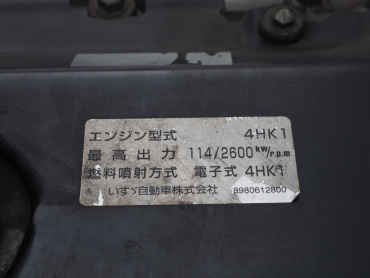 エンジン型式 4HK1
最高出力 114/2600 kw/r.p.m
燃料噴射方式 電子式 4HK1
いすゞ自動車株式会社 8980612800